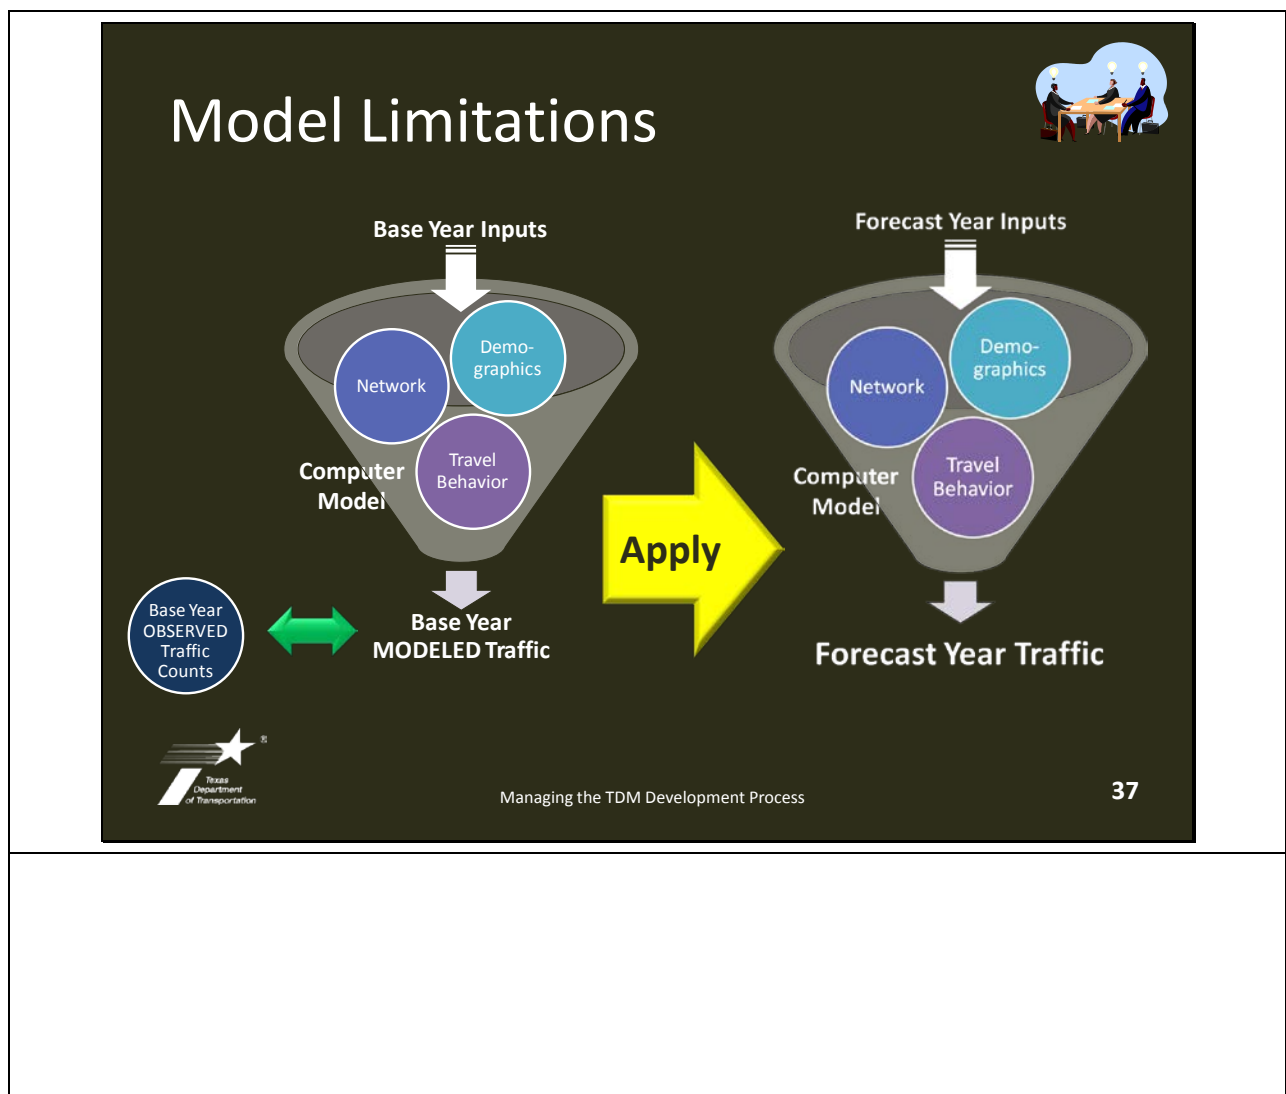 Model Limitations
Base Year Inputs
Network
Demo-
graphics
Travel
Behavior
Computer
Model
Base Year
MODELED Traffic
Base Year
OBSERVED
Traffic
Counts
Apply
Forecast Year Inputs
Network
Demo-
graphics
Travel
Behavior
Computer
Model
Forecast Year Traffic
®
Texas
Department
of Transportation
Managing the TDM Development Process
37